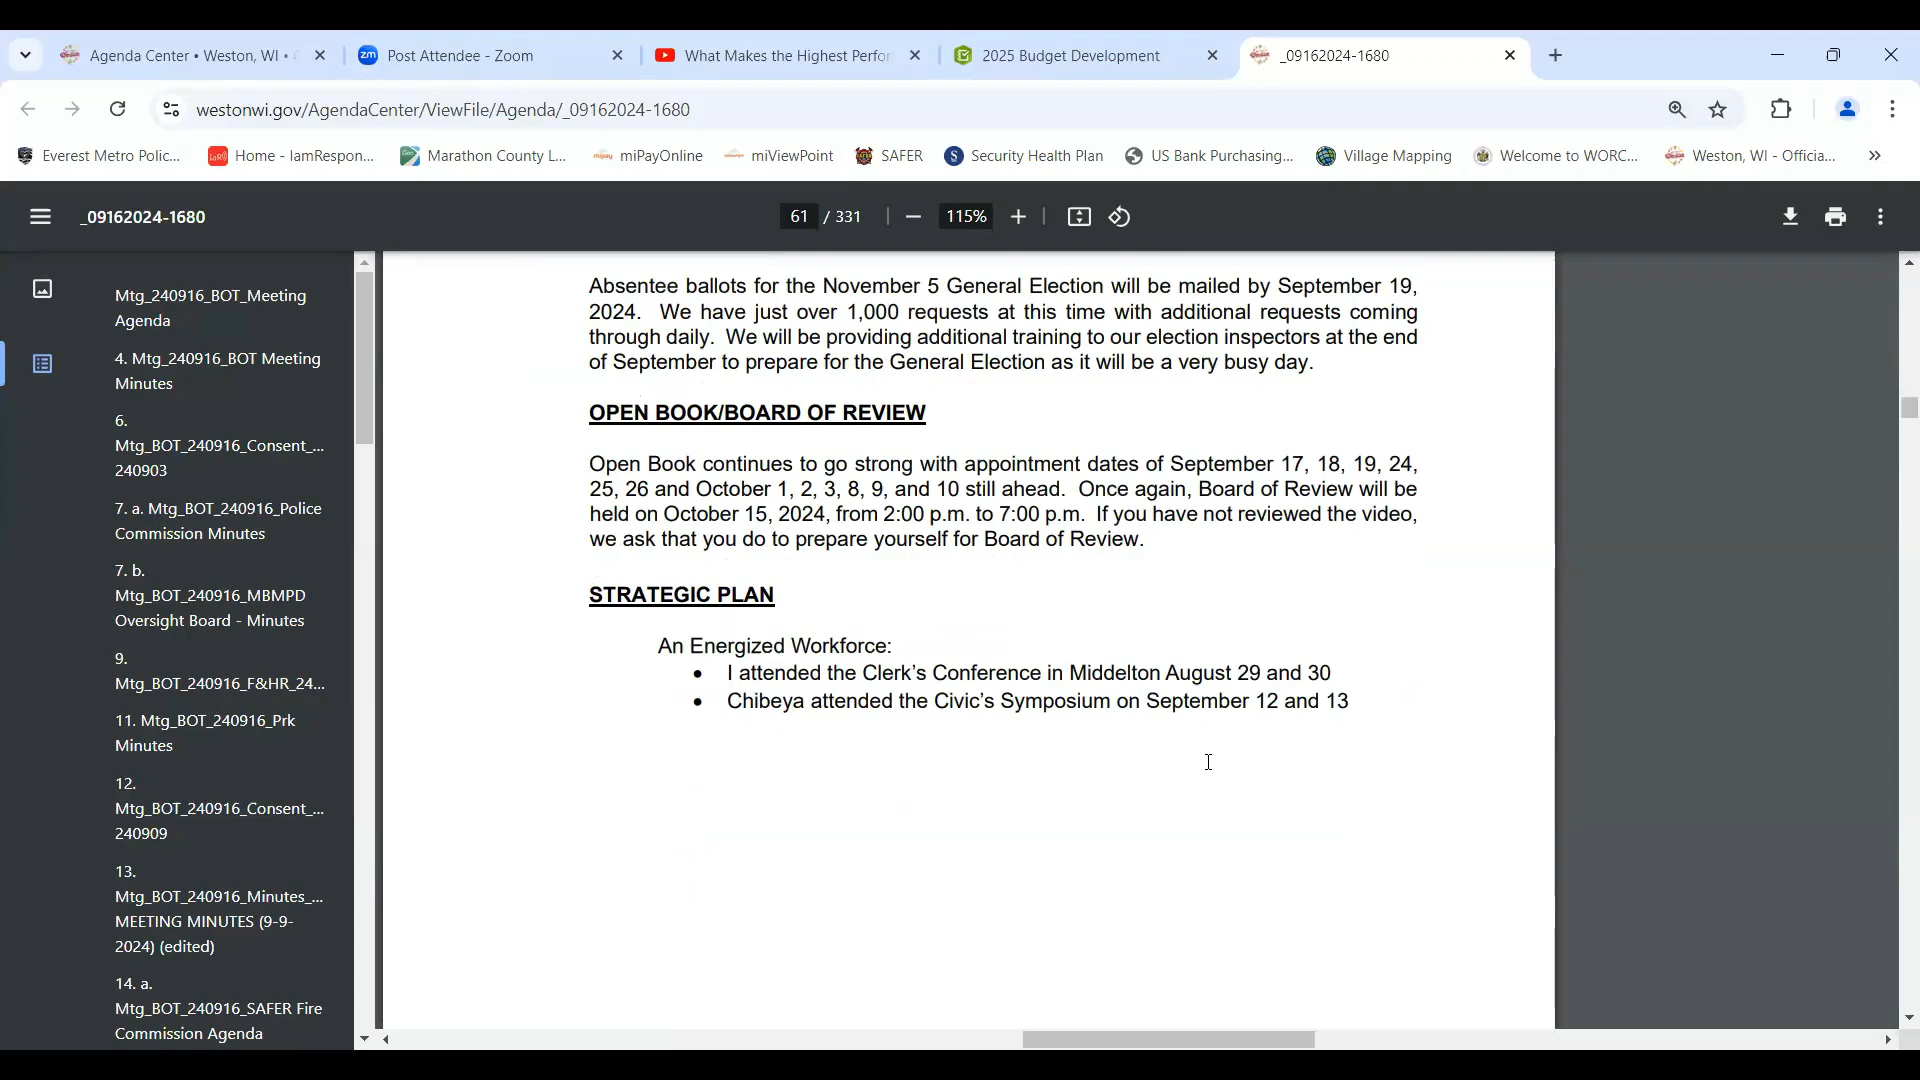 Agenda Center • Weston, WI •
Post Attendee - Zoom
What Makes the Highest Perfor
2025 Budget Development
_09162024-1680
westonwi.gov/AgendaCenter/ViewFile/Agenda/_09162024-1680
Everest Metro Polic...
Home - IamRespon...
Marathon County L...
miPayOnline
miViewPoint
SAFER
Security Health Plan
US Bank Purchasing...
Village Mapping
Welcome to WORC...
Weston, WI - Officia...
_09162024-1680
61 / 331
115%
Mtg_240916_BOT_Meeting
Agenda
4. Mtg_240916_BOT Meeting
Minutes
6.
Mtg_BOT_240916_Consent_...
240903
7. a. Mtg_BOT_240916_Police
Commission Minutes
7. b.
Mtg_BOT_240916_MBMPD
Oversight Board - Minutes
9.
Mtg_BOT_240916_F&HR_24...
11. Mtg_BOT_240916_Prk
Minutes
12.
Mtg_BOT_240916_Consent_...
240909
13.
Mtg_BOT_240916_Minutes_...
MEETING MINUTES (9-9-
2024) (edited)
14. a.
Mtg_BOT_240916_SAFER Fire
Commission Agenda
Absentee ballots for the November 5 General Election will be mailed by September 19,
2024. We have just over 1,000 requests at this time with additional requests coming
through daily. We will be providing additional training to our election inspectors at the end
of September to prepare for the General Election as it will be a very busy day.
OPEN BOOK/BOARD OF REVIEW
Open Book continues to go strong with appointment dates of September 17, 18, 19, 24,
25, 26 and October 1, 2, 3, 8, 9, and 10 still ahead. Once again, Board of Review will be
held on October 15, 2024, from 2:00 p.m. to 7:00 p.m. If you have not reviewed the video,
we ask that you do to prepare yourself for Board of Review.
STRATEGIC PLAN
An Energized Workforce:
• I attended the Clerk's Conference in Middelton August 29 and 30
• Chibeya attended the Civic's Symposium on September 12 and 13